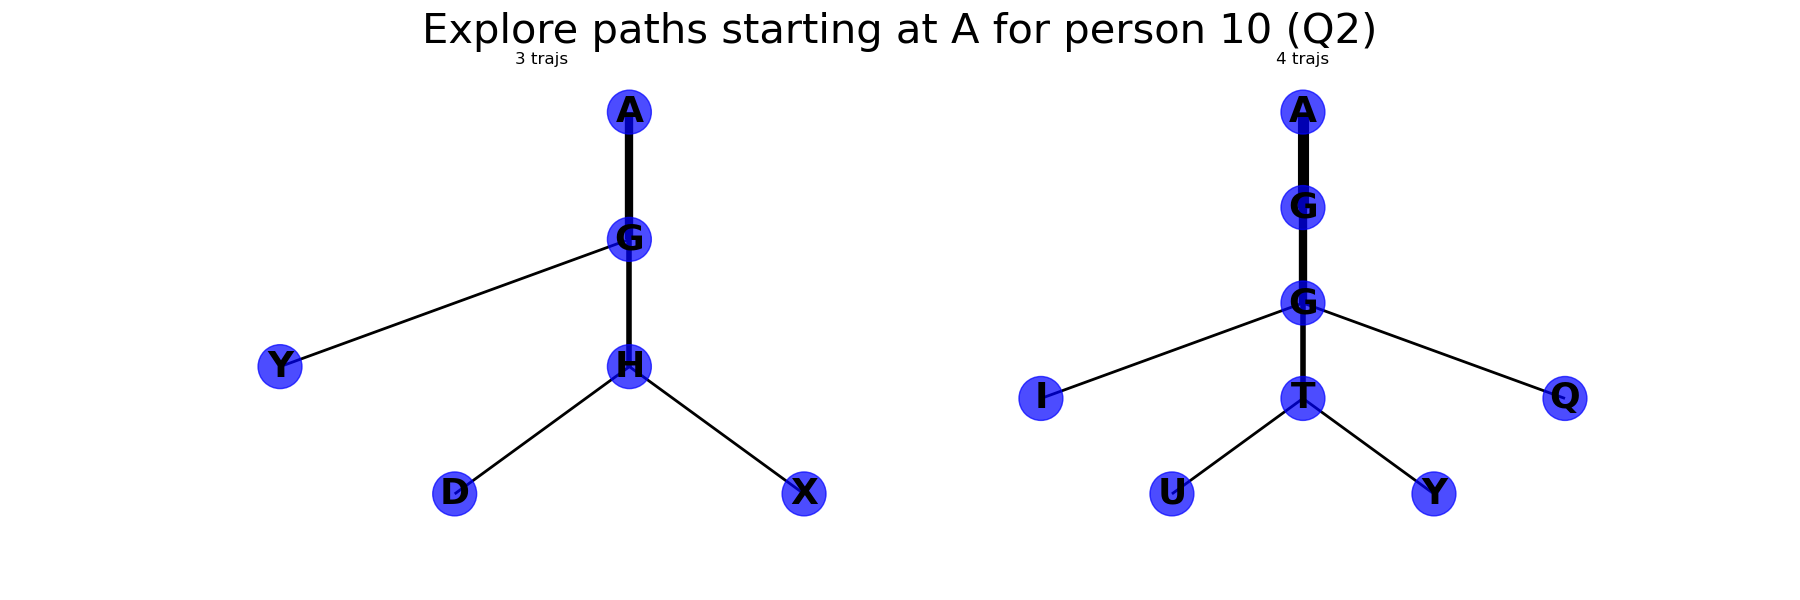 Explore paths starting at A for person 10 (Q2)
3 trajs
4 trajs
A
G
Y
H
D
X
A
G
G
I
T
Q
U
Y